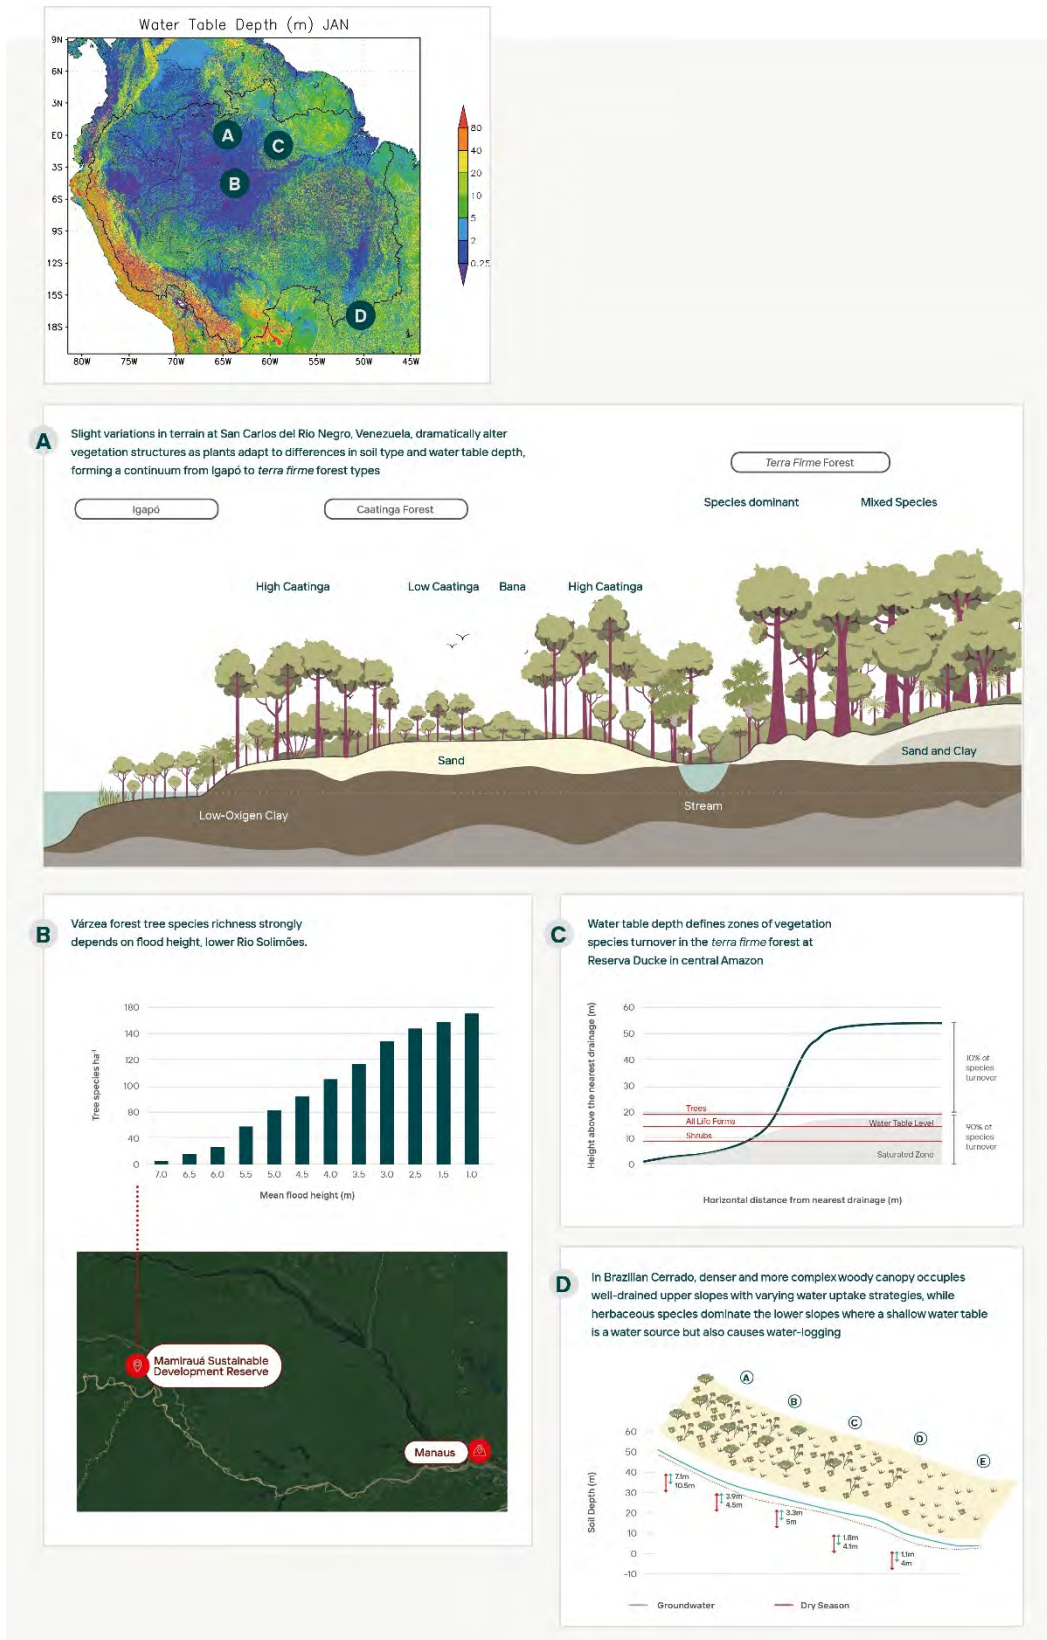 Water Table Depth (m) JAN
9N
6N
3N
EQ
3S
6S
9S
12S
15S
18S
80W 75W 70W 65W 60W 55W 50W 45W
80
40
20
10
5
2
0.25
A
B
C
D
A
Slight variations in terrain at San Carlos del Rio Negro, Venezuela, dramatically alter
vegetation structures as plants adapt to differences in soil type and water table depth,
forming a continuum from Igapó to terra firme forest types
Igapó
Caatinga Forest
Terra Firme Forest
Species dominant
Mixed Species
High Caatinga
Low Caatinga
Bana
High Caatinga
Sand
Sand and Clay
Low-Oxigen Clay
Stream
B
Várzea forest tree species richness strongly
depends on flood height, lower Rio Solimões.
Tree species ha⁻¹
180
140
120
100
80
40
0
7.0 6.5 6.0 5.5 5.0 4.5 4.0 3.5 3.0 2.5 1.5 1.0
Mean flood height (m)
Mamirauá Sustainable
Development Reserve
Manaus
C
Water table depth defines zones of vegetation
species turnover in the terra firme forest at
Reserva Ducke in central Amazon
Height above the nearest drainage (m)
60
50
40
30
20
10
0
Trees
All Life Forms
Shrubs
Water Table Level
Saturated Zone
10% of
species
turnover
90% of
species
turnover
Horizontal distance from nearest drainage (m)
D
In Brazilian Cerrado, denser and more complex woody canopy occupies
well-drained upper slopes with varying water uptake strategies, while
herbaceous species dominate the lower slopes where a shallow water table
is a water source but also causes water-logging
A
B
C
D
E
Soil Depth (m)
60
50
40
30
20
10
0
-10
7.1m
10.5m
3.9m
4.5m
3.3m
5m
1.8m
4.1m
1.1m
4m
Groundwater
Dry Season